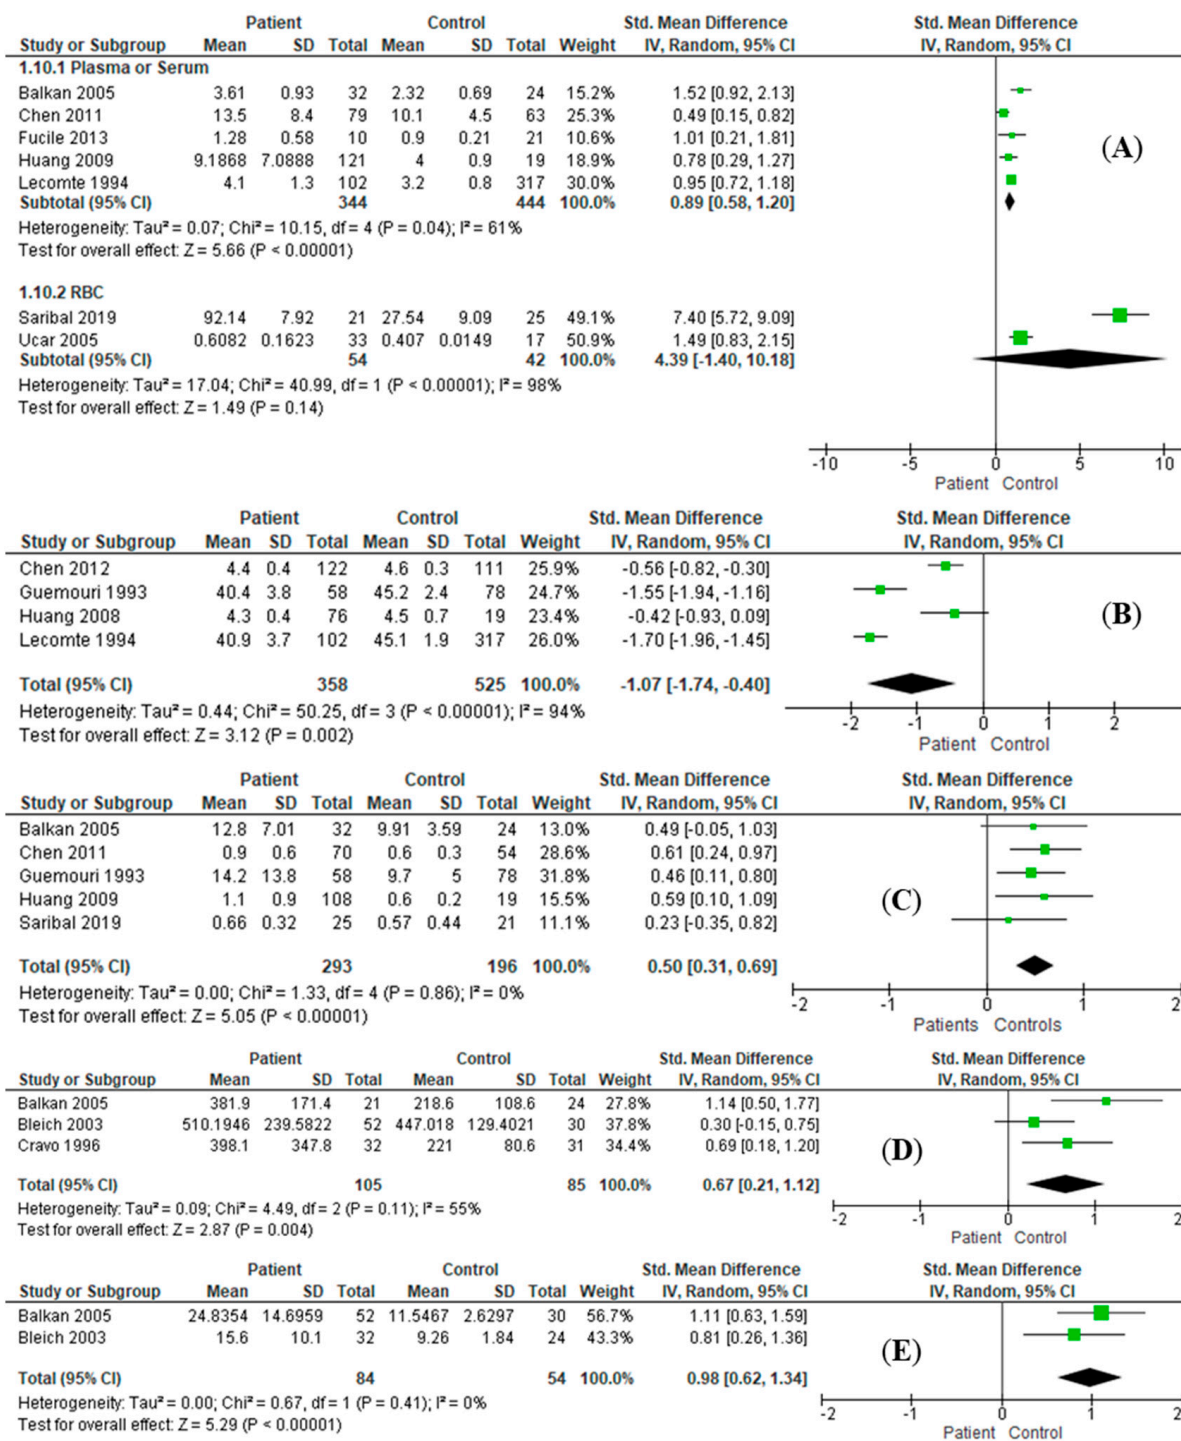 Patient Control Std. Mean Difference Std. Mean Difference
Study or Subgroup Mean SD Total Mean SD Total Weight IV, Random, 95% CI IV, Random, 95% CI
1.10.1 Plasma or Serum
Balkan 2005 3.61 0.93 32 2.32 0.69 24 15.2% 1.52 [0.92, 2.13]
Chen 2011 13.5 8.4 79 10.1 4.5 63 25.3% 0.49 [0.15, 0.82]
Fucile 2013 1.28 0.58 10 0.9 0.21 21 10.6% 1.01 [0.21, 1.81]
Huang 2009 9.1868 7.0888 121 4 0.9 19 18.9% 0.78 [0.29, 1.27]
(A)
Lecomte 1994 4.1 1.3 102 3.2 0.8 317 30.0% 0.95 [0.72, 1.18]
Subtotal (95% CI) 344 444 100.0% 0.89 [0.58, 1.20]
Heterogeneity: Tau² = 0.07; Chi² = 10.15, df = 4 (P = 0.04); I² = 61%
Test for overall effect: Z = 5.66 (P < 0.00001)
1.10.2 RBC
Saribal 2019 92.14 7.92 21 27.54 9.09 25 49.1% 7.40 [5.72, 9.09]
Ucar 2005 0.6082 0.1623 33 0.407 0.0149 17 50.9% 1.49 [0.83, 2.15]
Subtotal (95% CI) 54 42 100.0% 4.39 [-1.40, 10.18]
Heterogeneity: Tau² = 17.04; Chi² = 40.99, df = 1 (P < 0.00001); I² = 98%
Test for overall effect: Z = 1.49 (P = 0.14)
-10 -5 0 5 10
Patient Control
Patient Control Std. Mean Difference Std. Mean Difference
Study or Subgroup Mean SD Total Mean SD Total Weight IV, Random, 95% CI IV, Random, 95% CI
Chen 2012 4.4 0.4 122 4.6 0.3 111 25.9% -0.56 [-0.82, -0.30]
Guemouri 1993 40.4 3.8 58 45.2 2.4 78 24.7% -1.55 [-1.94, -1.16]
Huang 2008 4.3 0.4 76 4.5 0.7 19 23.4% -0.42 [-0.93, 0.09]
(B)
Lecomte 1994 40.9 3.7 102 45.1 1.9 317 26.0% -1.70 [-1.96, -1.45]
Total (95% CI) 358 525 100.0% -1.07 [-1.74, -0.40]
Heterogeneity: Tau² = 0.44; Chi² = 50.25, df = 3 (P < 0.00001); I² = 94%
Test for overall effect: Z = 3.12 (P = 0.002)
-2 -1 0 1 2
Patient Control
Patient Control Std. Mean Difference Std. Mean Difference
Study or Subgroup Mean SD Total Mean SD Total Weight IV, Random, 95% CI IV, Random, 95% CI
Balkan 2005 12.8 7.01 32 9.91 3.59 24 13.0% 0.49 [-0.05, 1.03]
Chen 2011 0.9 0.6 70 0.6 0.3 54 28.6% 0.61 [0.24, 0.97]
Guemouri 1993 14.2 13.8 58 9.7 5 78 31.8% 0.46 [0.11, 0.80]
Huang 2009 1.1 0.9 108 0.6 0.2 19 15.5% 0.59 [0.10, 1.09]
(C)
Saribal 2019 0.66 0.32 25 0.57 0.44 21 11.1% 0.23 [-0.35, 0.82]
Total (95% CI) 293 196 100.0% 0.50 [0.31, 0.69]
Heterogeneity: Tau² = 0.00; Chi² = 1.33, df = 4 (P = 0.86); I² = 0%
Test for overall effect: Z = 5.05 (P < 0.00001)
-2 -1 0 1 2
Patients Controls
Patient Control Std. Mean Difference Std. Mean Difference
Study or Subgroup Mean SD Total Mean SD Total Weight IV, Random, 95% CI IV, Random, 95% CI
Balkan 2005 381.9 171.4 21 218.6 108.6 24 27.8% 1.14 [0.50, 1.77]
Bleich 2003 510.1946 239.5822 52 447.018 129.4021 30 37.8% 0.30 [-0.15, 0.75]
Cravo 1996 398.1 347.8 32 221 80.6 31 34.4% 0.69 [0.18, 1.20]
(D)
Total (95% CI) 105 85 100.0% 0.67 [0.21, 1.12]
Heterogeneity: Tau² = 0.09; Chi² = 4.49, df = 2 (P = 0.11); I² = 55%
Test for overall effect: Z = 2.87 (P = 0.004)
-2 -1 0 1 2
Patient Control
Patient Control Std. Mean Difference Std. Mean Difference
Study or Subgroup Mean SD Total Mean SD Total Weight IV, Random, 95% CI IV, Random, 95% CI
Balkan 2005 24.8354 14.6959 52 11.5467 2.6297 30 56.7% 1.11 [0.63, 1.59]
Bleich 2003 15.6 10.1 32 9.26 1.84 24 43.3% 0.81 [0.26, 1.36]
(E)
Total (95% CI) 84 54 100.0% 0.98 [0.62, 1.34]
Heterogeneity: Tau² = 0.00; Chi² = 0.67, df = 1 (P = 0.41); I² = 0%
Test for overall effect: Z = 5.29 (P < 0.00001)
-2 -1 0 1 2
Patient Control